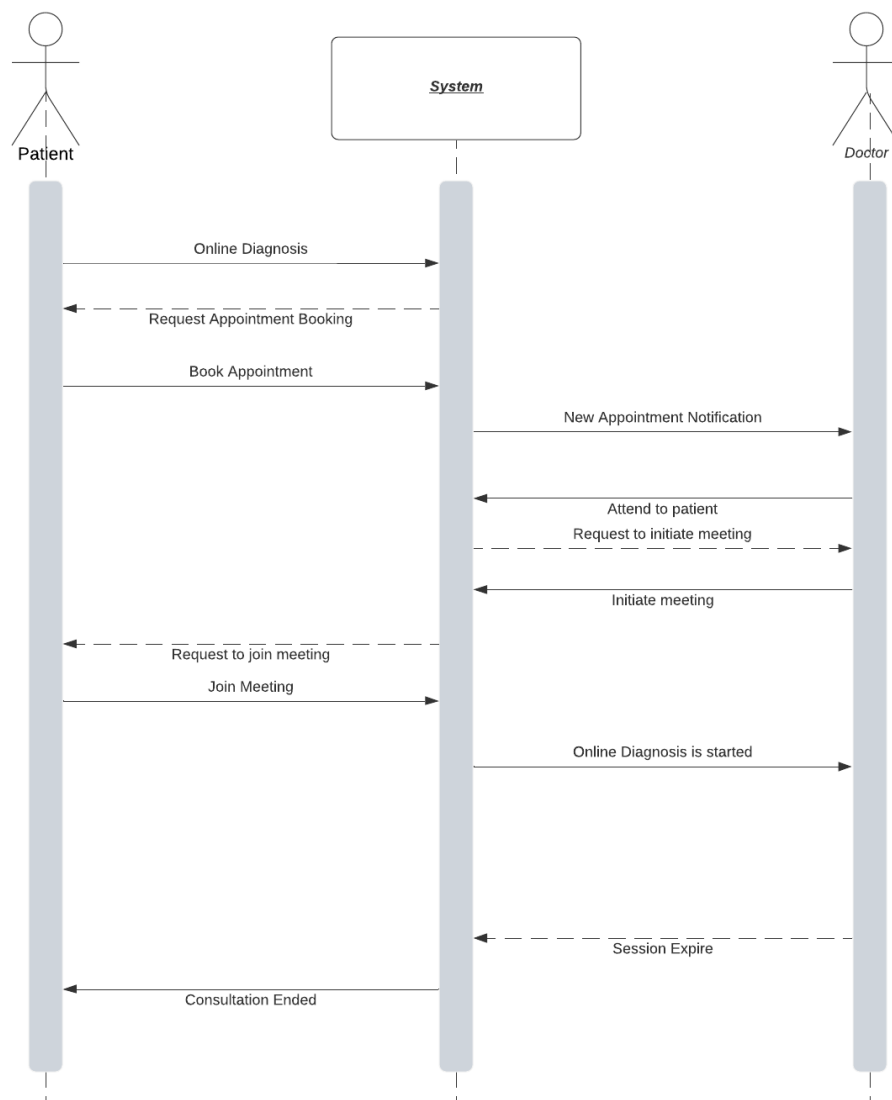 System
Patient
Doctor
Online Diagnosis
Request Appointment Booking
Book Appointment
New Appointment Notification
Attend to patient
Request to initiate meeting
Initiate meeting
Request to join meeting
Join Meeting
Online Diagnosis is started
Session Expire
Consultation Ended